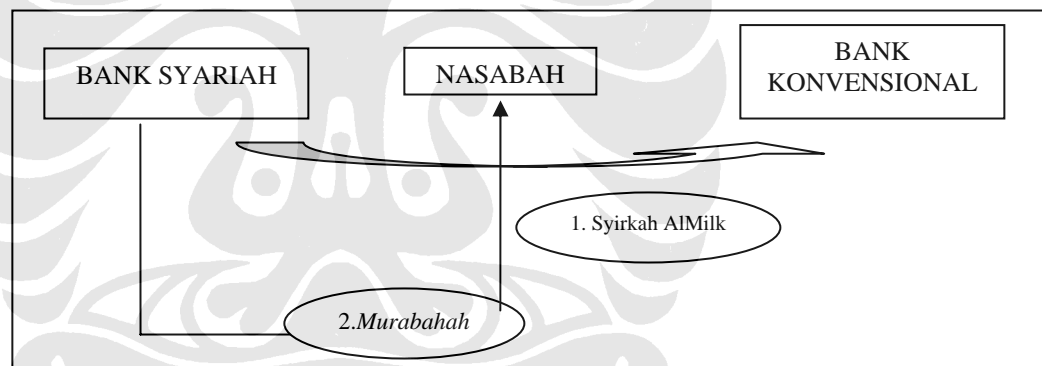 BANK SYARIAH
NASABAH
BANK
KONVENSIONAL
1. Syirkah AlMilk
2.Murabahah